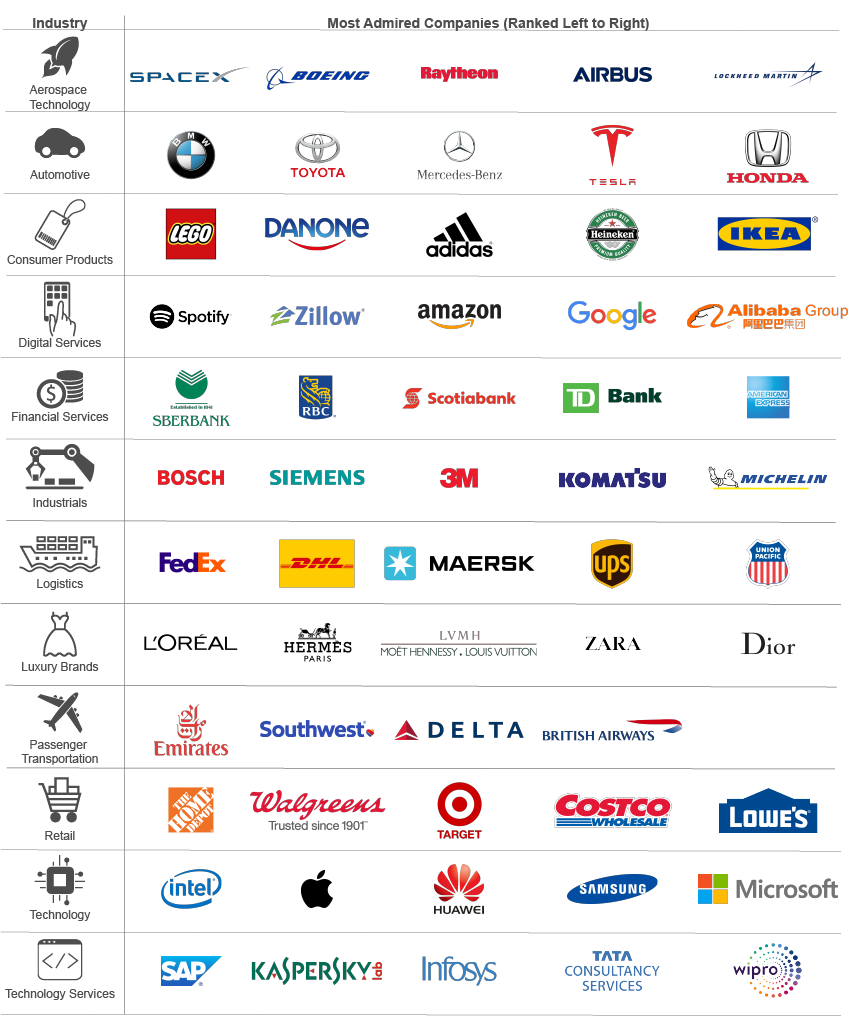 Industry
Most Admired Companies (Ranked Left to Right)
SPACEX
BOEING
Raytheon
AIRBUS
LOCKHEED MARTIN
Aerospace
Technology
BMW
TOYOTA
Mercedes-Benz
TESLA
HONDA
Automotive
LEGO
DANONE
adidas
HEINEKEN BEER
Heineken
PREMIUM QUALITY
IKEA
®
Consumer Products
Spotify
Zillow®
amazon
Google
Alibaba Group
阿里巴巴集团
Digital Services
Established in 1841
SBERBANK
RBC
Scotiabank
TD
Bank
AMERICAN
EXPRESS
Financial Services
BOSCH
SIEMENS
3M
KOMATSU
MICHELIN
Industrials
FedEx
DHL
MAERSK
ups
UNION
PACIFIC
Logistics
L'ORÉAL
HERMÈS
PARIS
LVMH
MOËT HENNESSY . LOUIS VUITTON
ZARA
Dior
Luxury Brands
Emirates
Southwest
DELTA
BRITISH AIRWAYS
Passenger
Transportation
THE
HOME
DEPOT
Walgreens
Trusted since 1901™
TARGET
COSTCO
WHOLESALE
LOWE'S
Retail
intel
HUAWEI
SAMSUNG
Microsoft
Technology
SAP
KASPERSKY lab
Infosys
TATA
CONSULTANCY
SERVICES
wipro
Technology Services